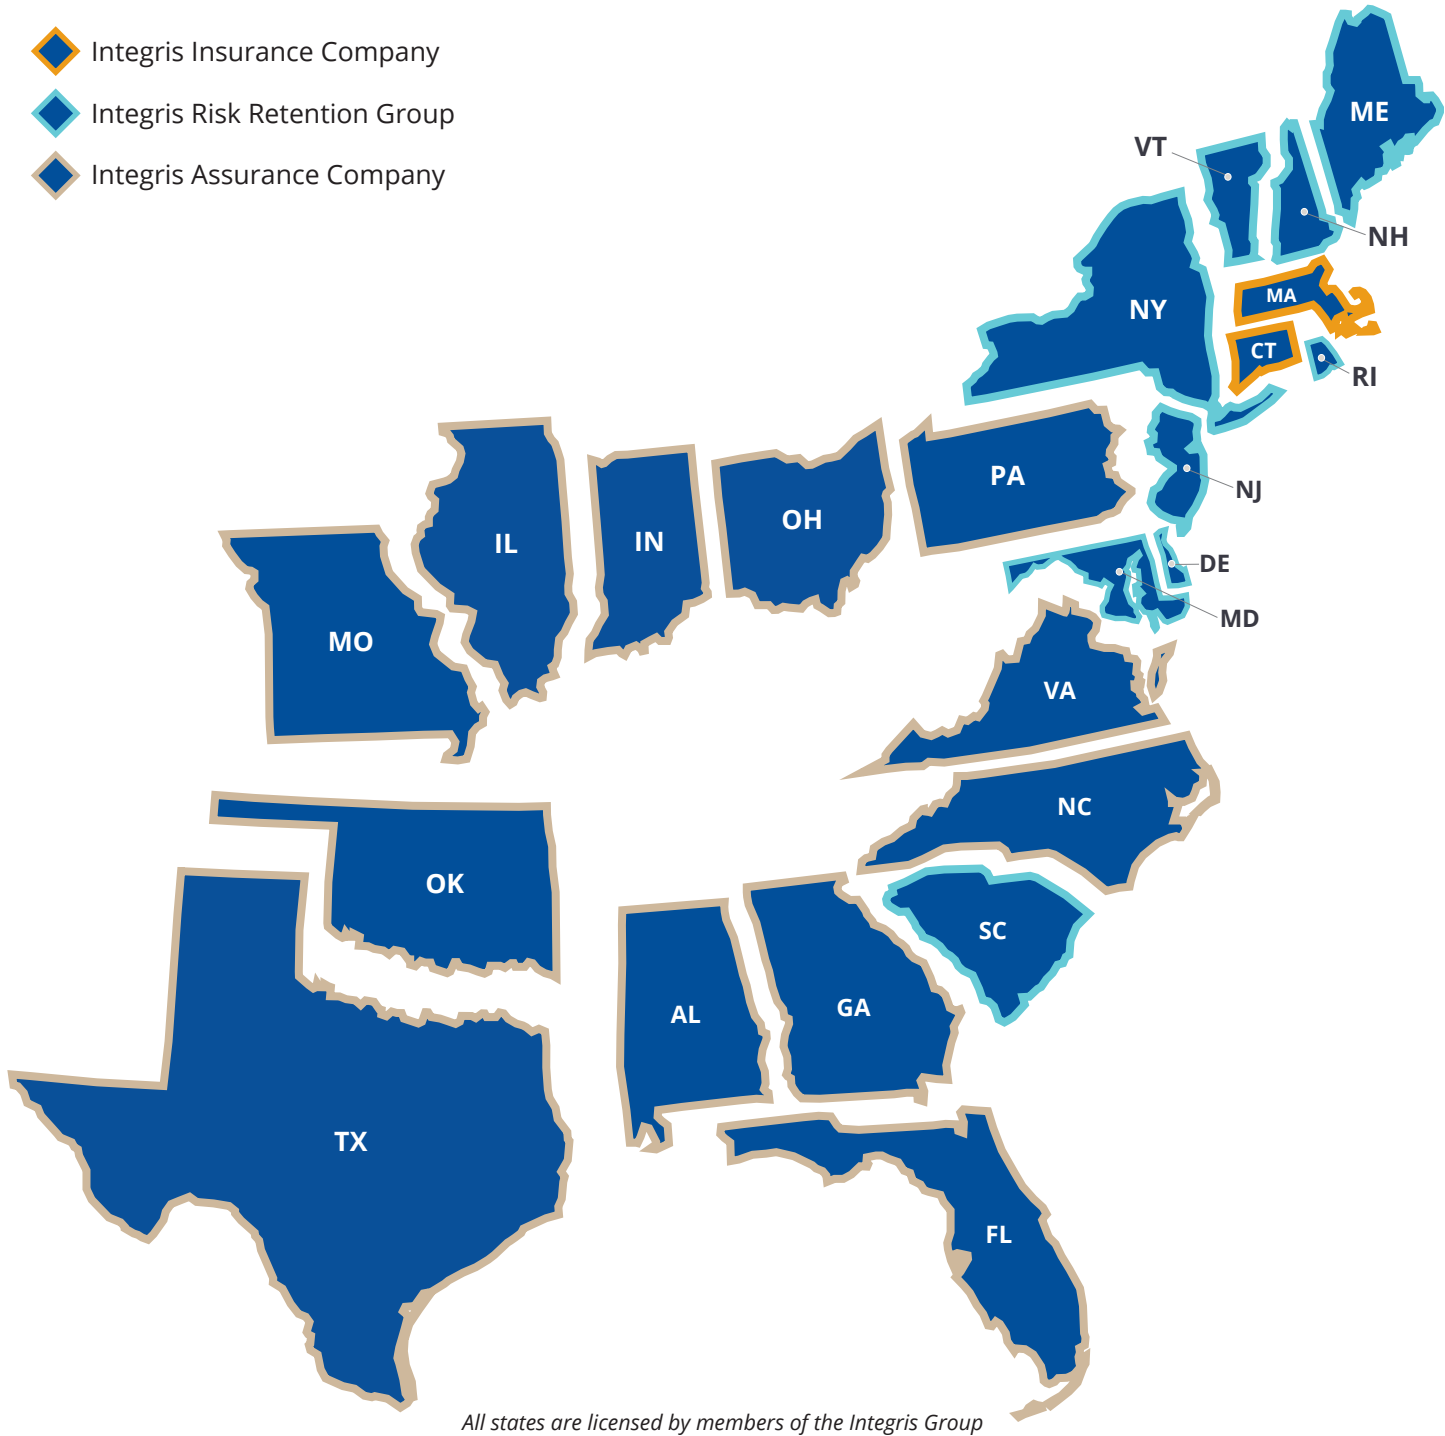 Integris Insurance Company
Integris Risk Retention Group
Integris Assurance Company
ME
VT
NH
MA
NY
CT
RI
PA
NJ
OH
IN
IL
DE
MD
MO
VA
NC
OK
SC
GA
AL
TX
FL
All states are licensed by members of the Integris Group